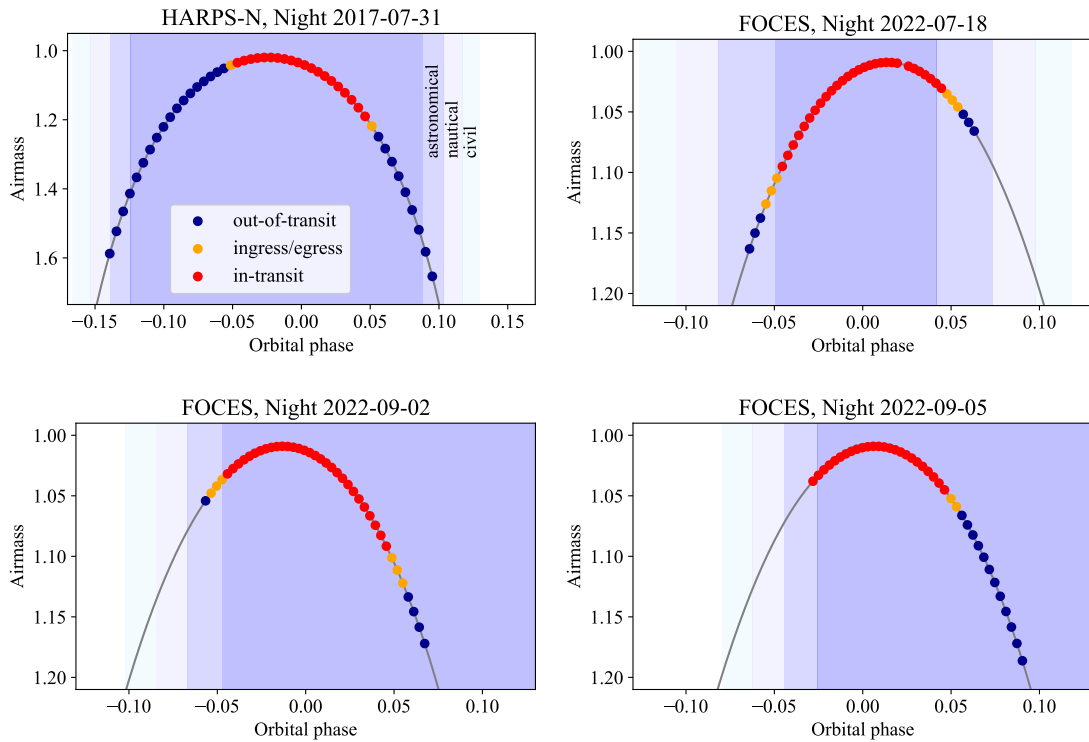 HARPS-N, Night 2017-07-31
1.0
1.2
1.4
1.6
Airmass
astronomical
nautical
civil
out-of-transit
ingress/egress
in-transit
−0.15 −0.10 −0.05 0.00 0.05 0.10 0.15
Orbital phase
FOCES, Night 2022-07-18
1.00
1.05
1.10
1.15
1.20
Airmass
−0.10 −0.05 0.00 0.05 0.10
Orbital phase
FOCES, Night 2022-09-02
1.00
1.05
1.10
1.15
1.20
Airmass
−0.10 −0.05 0.00 0.05 0.10
Orbital phase
FOCES, Night 2022-09-05
1.00
1.05
1.10
1.15
1.20
Airmass
−0.10 −0.05 0.00 0.05 0.10
Orbital phase